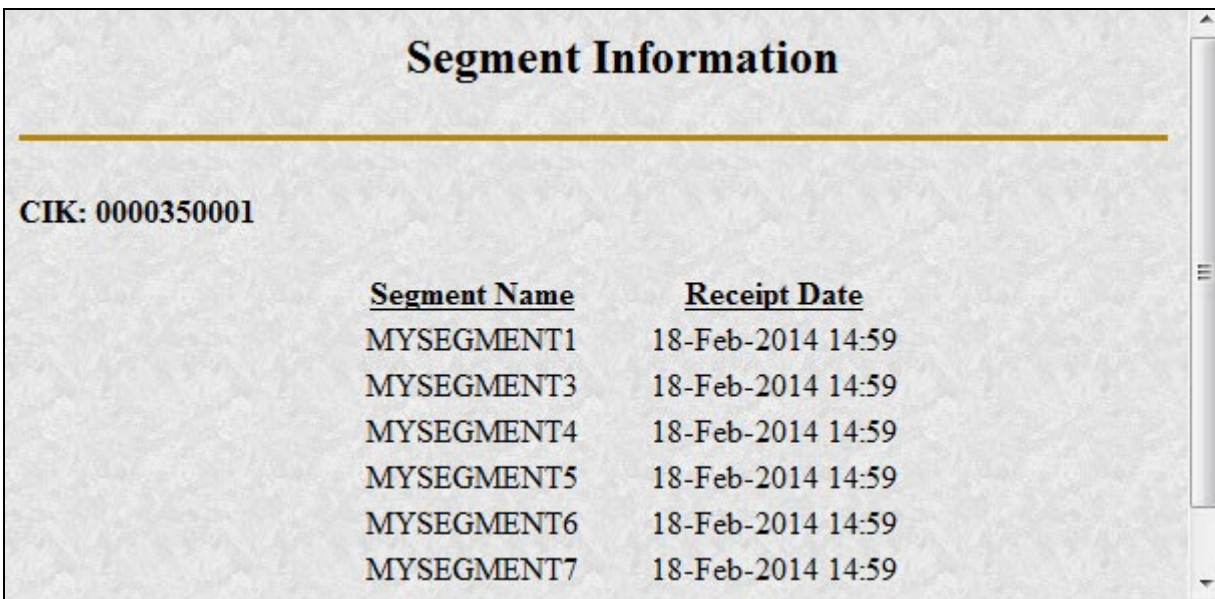 Segment Information
CIK: 0000350001
Segment Name Receipt Date
MYSEGMENT1 18-Feb-2014 14:59
MYSEGMENT3 18-Feb-2014 14:59
MYSEGMENT4 18-Feb-2014 14:59
MYSEGMENT5 18-Feb-2014 14:59
MYSEGMENT6 18-Feb-2014 14:59
MYSEGMENT7 18-Feb-2014 14:59